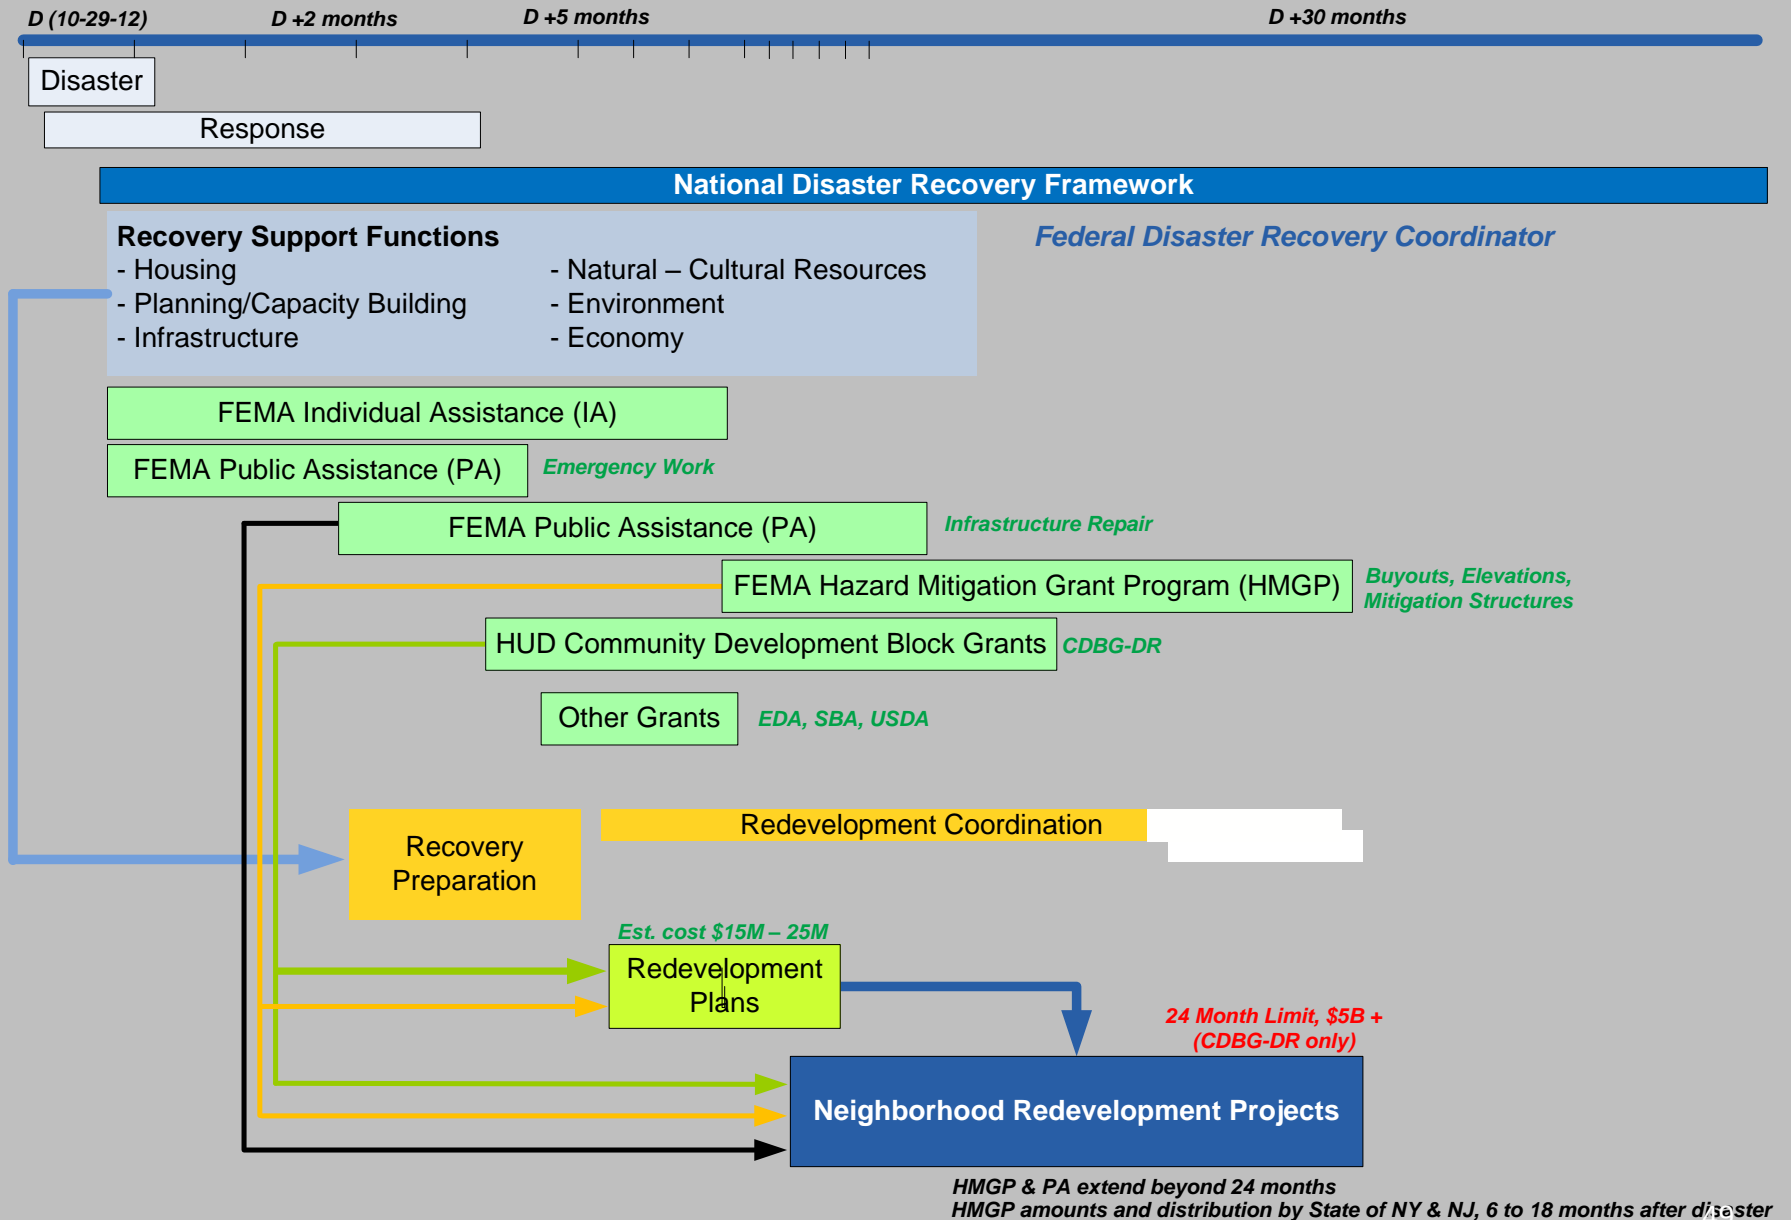 D (10-29-12)
D +2 months
D +5 months
D +30 months
Disaster
Response
National Disaster Recovery Framework
Recovery Support Functions
- Housing
- Planning/Capacity Building
- Infrastructure
- Natural – Cultural Resources
- Environment
- Economy
Federal Disaster Recovery Coordinator
FEMA Individual Assistance (IA)
FEMA Public Assistance (PA)
Emergency Work
FEMA Public Assistance (PA)
Infrastructure Repair
FEMA Hazard Mitigation Grant Program (HMGP)
Buyouts, Elevations,
Mitigation Structures
HUD Community Development Block Grants
CDBG-DR
Other Grants
EDA, SBA, USDA
Recovery
Preparation
Redevelopment Coordination
Est. cost $15M – 25M
Redevelopment
Plans
24 Month Limit, $5B +
(CDBG-DR only)
Neighborhood Redevelopment Projects
HMGP & PA extend beyond 24 months
HMGP amounts and distribution by State of NY & NJ, 6 to 18 months after disaster